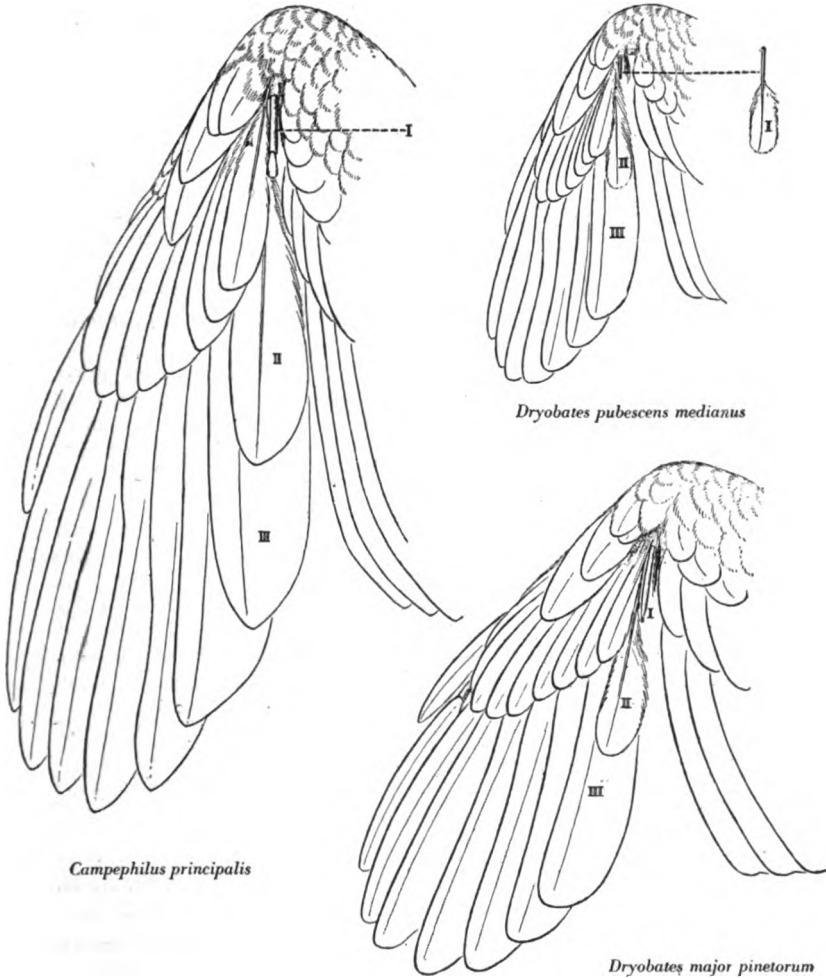 I
II
III
Campephilus principalis
I
II
III
Dryobates pubescens medianus
I
II
III
Dryobates major pinetorum